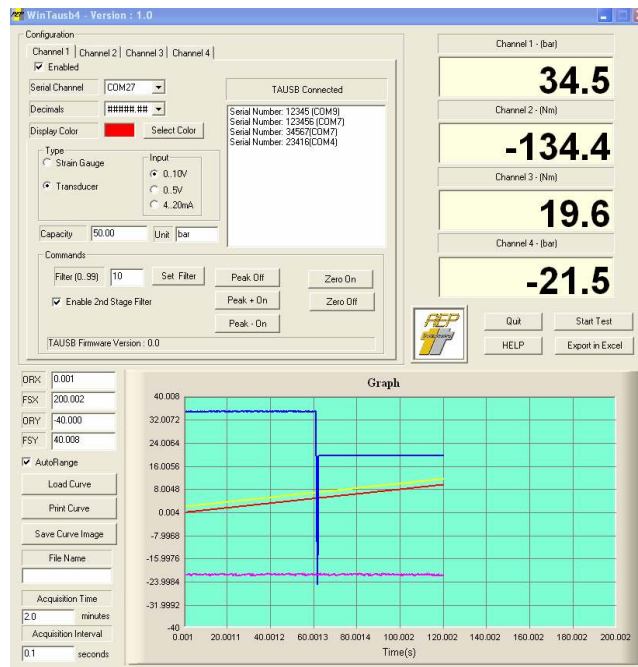 WinTausb4 - Version : 1.0
Configuration
Channel 1 Channel 2 Channel 3 Channel 4
Enabled
Serial Channel COM27
Decimals #####.##
Display Color Select Color
Type
Strain Gauge
Transducer
Input
0..10V
0..5V
4..20mA
Capacity 50.00 Unit bar
TAUSB Connected
Serial Number: 12345 (COM9)
Serial Number: 123456 (COM7)
Serial Number: 34567(COM7)
Serial Number: 23416(COM4)
Commands
Filter (0..99) 10 Set Filter
Enable 2nd Stage Filter
Peak Off
Peak + On
Peak - On
Zero On
Zero Off
TAUSB Firmware Version : 0.0
Channel 1 - (bar)
34.5
Channel 2 - (Nm)
-134.4
Channel 3 - (Nm)
19.6
Channel 4 - (bar)
-21.5
AEP
Quit Start Test
HELP Export in Excel
ORX 0.001
FSX 200.002
ORY -40.000
FSY 40.008
AutoRange
Load Curve
Print Curve
Save Curve Image
File Name
Acquisition Time
2.0 minutes
Acquisition Interval
0.1 seconds
Graph
40.008
32.0072
24.0064
16.0056
8.0048
0.004
-7.9968
-15.9976
-23.9984
-31.9992
-40
0.001 20.0011 40.0012 60.0013 80.0014 100.002 120.002 140.002 160.002 180.002 200.002
Time(s)